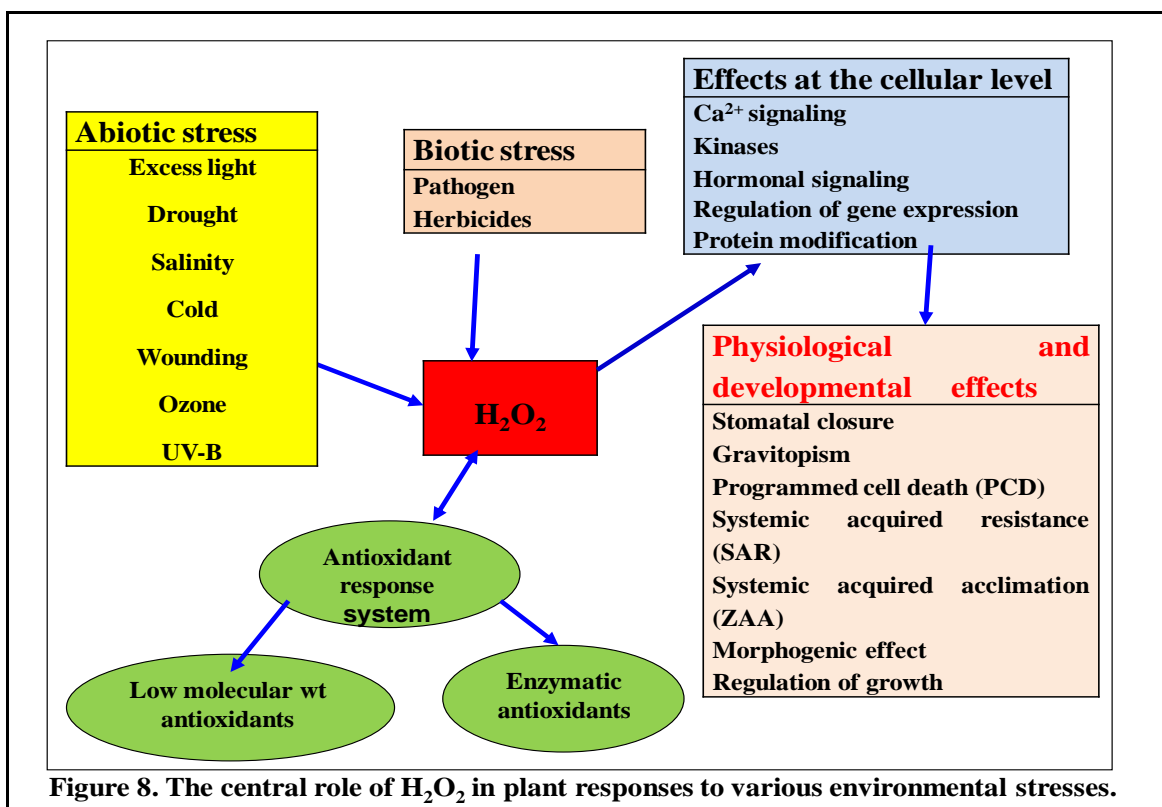 Abiotic stress
Excess light
Drought
Salinity
Cold
Wounding
Ozone
UV-B
Biotic stress
Pathogen
Herbicides
Effects at the cellular level
Ca²⁺ signaling
Kinases
Hormonal signaling
Regulation of gene expression
Protein modification
H₂O₂
Physiological and
developmental effects
Stomatal closure
Gravitopism
Programmed cell death (PCD)
Systemic acquired resistance
(SAR)
Systemic acquired acclimation
(ZAA)
Morphogenic effect
Regulation of growth
Antioxidant
response
system
Low molecular wt
antioxidants
Enzymatic
antioxidants
Figure 8. The central role of H₂O₂ in plant responses to various environmental stresses.